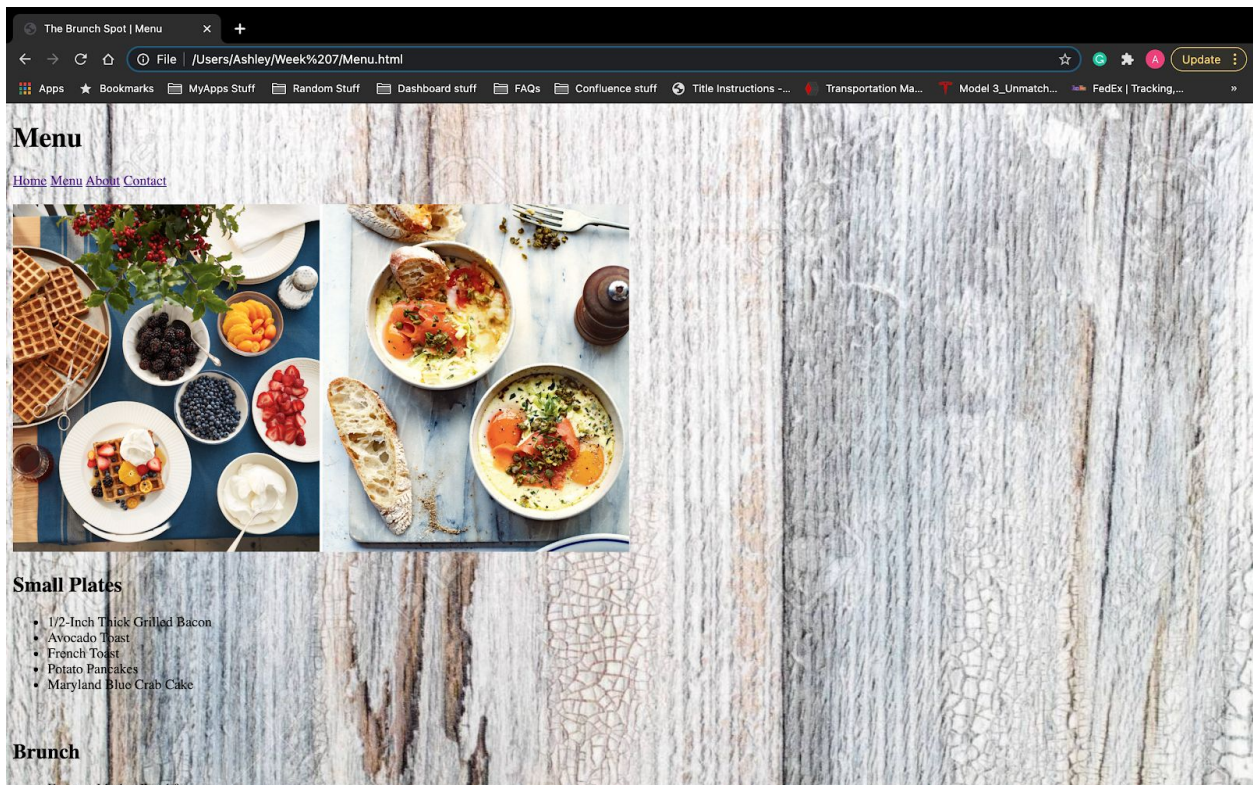 The Brunch Spot | Menu
File | /Users/Ashley/Week%207/Menu.html
A
Update
Apps Bookmarks MyApps Stuff Random Stuff Dashboard stuff FAQs Confluence stuff Title Instructions -... Transportation Ma... Model 3_Unmatch... FedEx | Tracking,... »
Menu
Home Menu About Contact
Small Plates
• 1/2-Inch Thick Grilled Bacon
• Avocado Toast
• French Toast
• Potato Pancakes
• Maryland Blue Crab Cake
Brunch